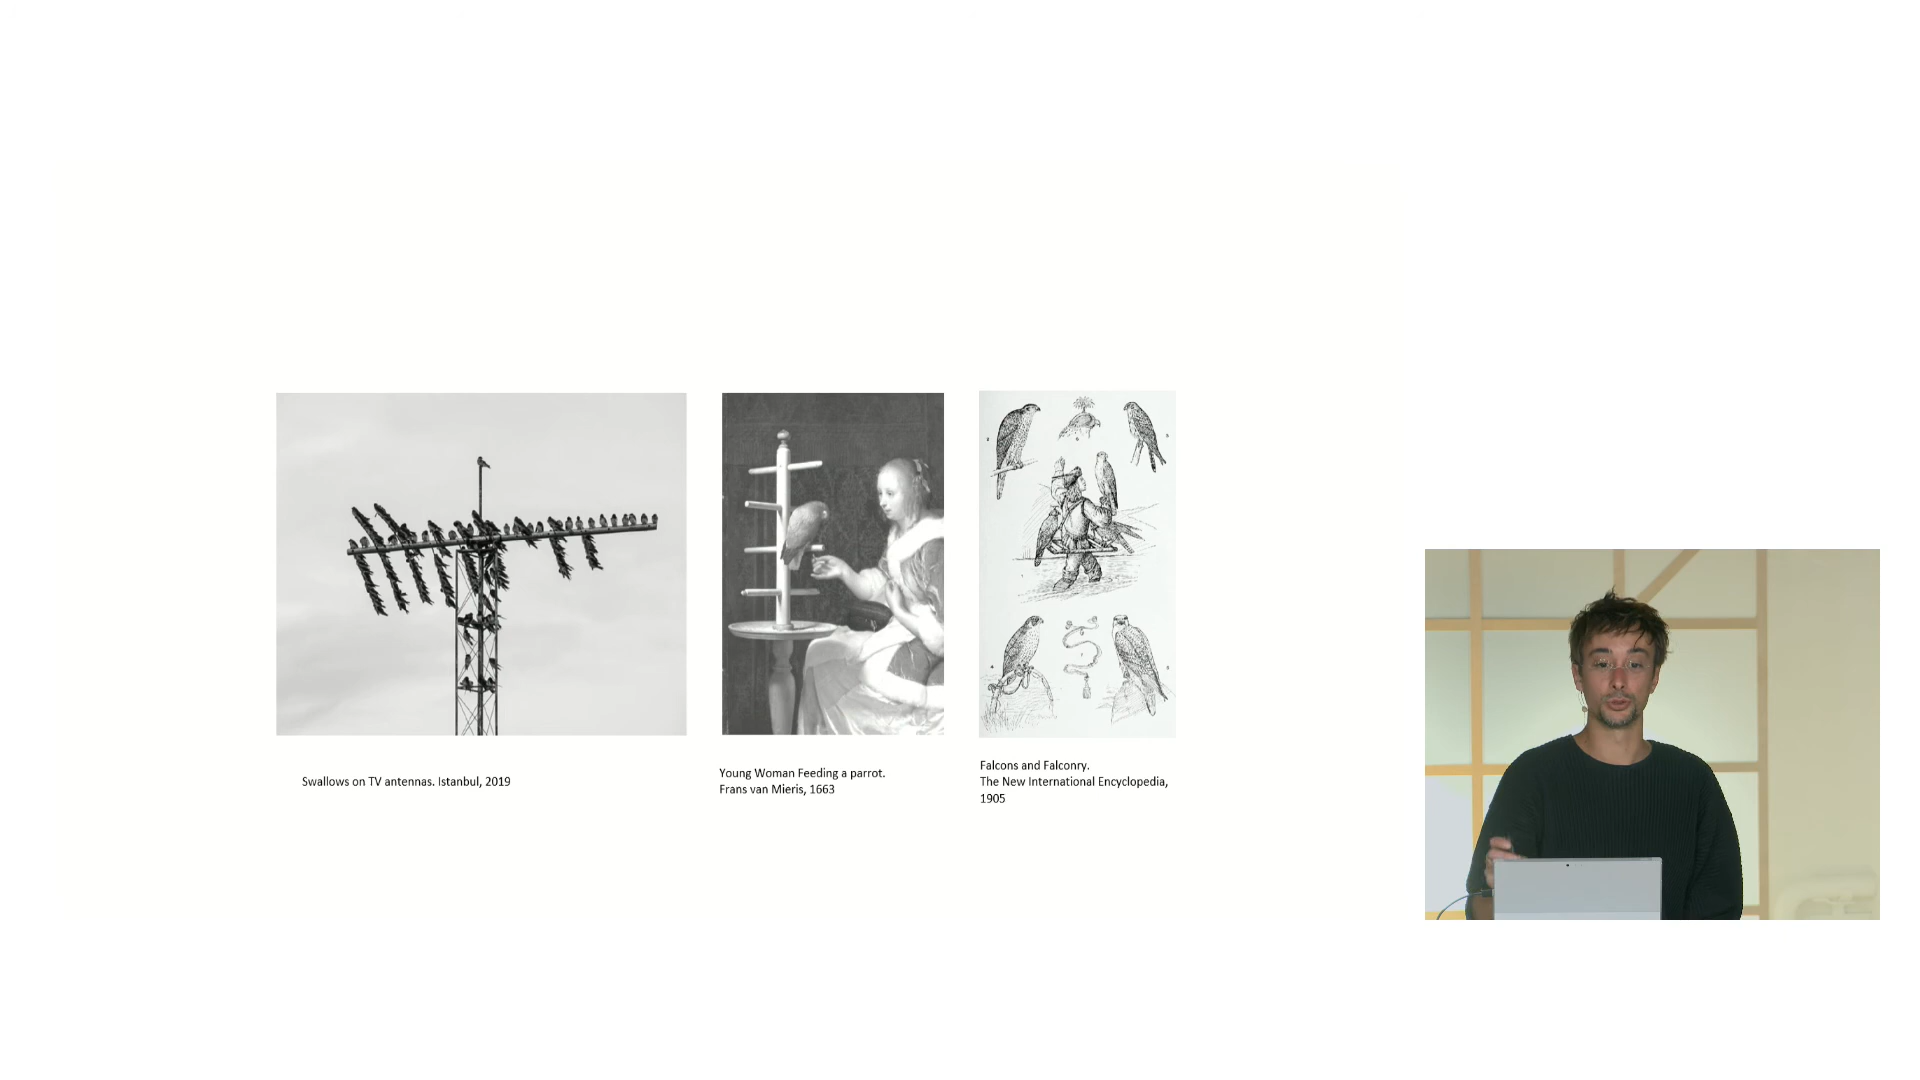 Swallows on TV antennas. Istanbul, 2019
Young Woman Feeding a parrot.
Frans van Mieris, 1663
Falcons and Falconry.
The New International Encyclopedia,
1905